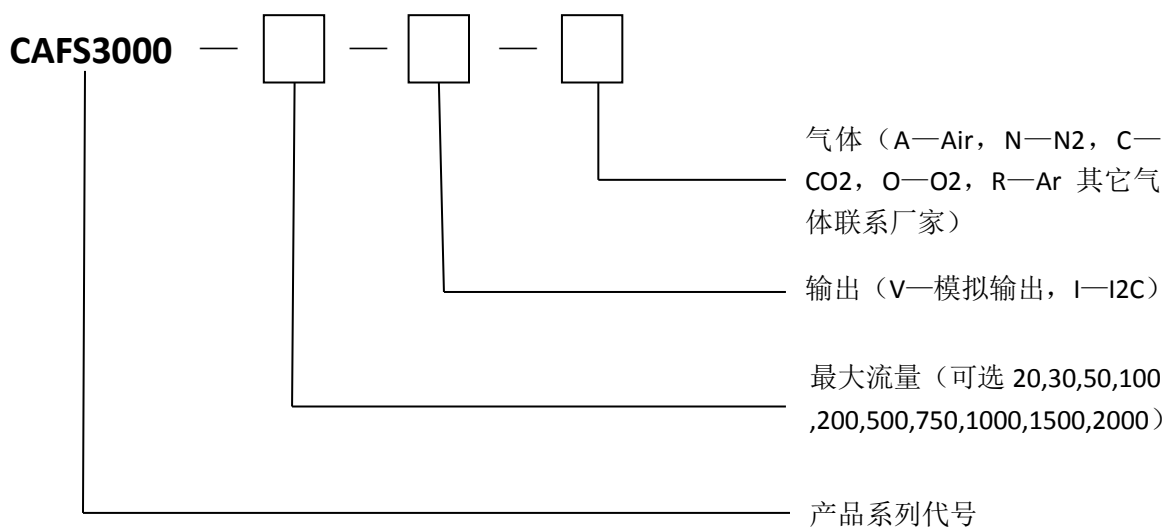 CAFS3000 — — —
气体（A—Air，N—N2，C—
CO2，O—O2，R—Ar 其它气
体联系厂家）
输出（V—模拟输出，I—I2C）
最大流量（可选 20,30,50,100
,200,500,750,1000,1500,2000）
产品系列代号